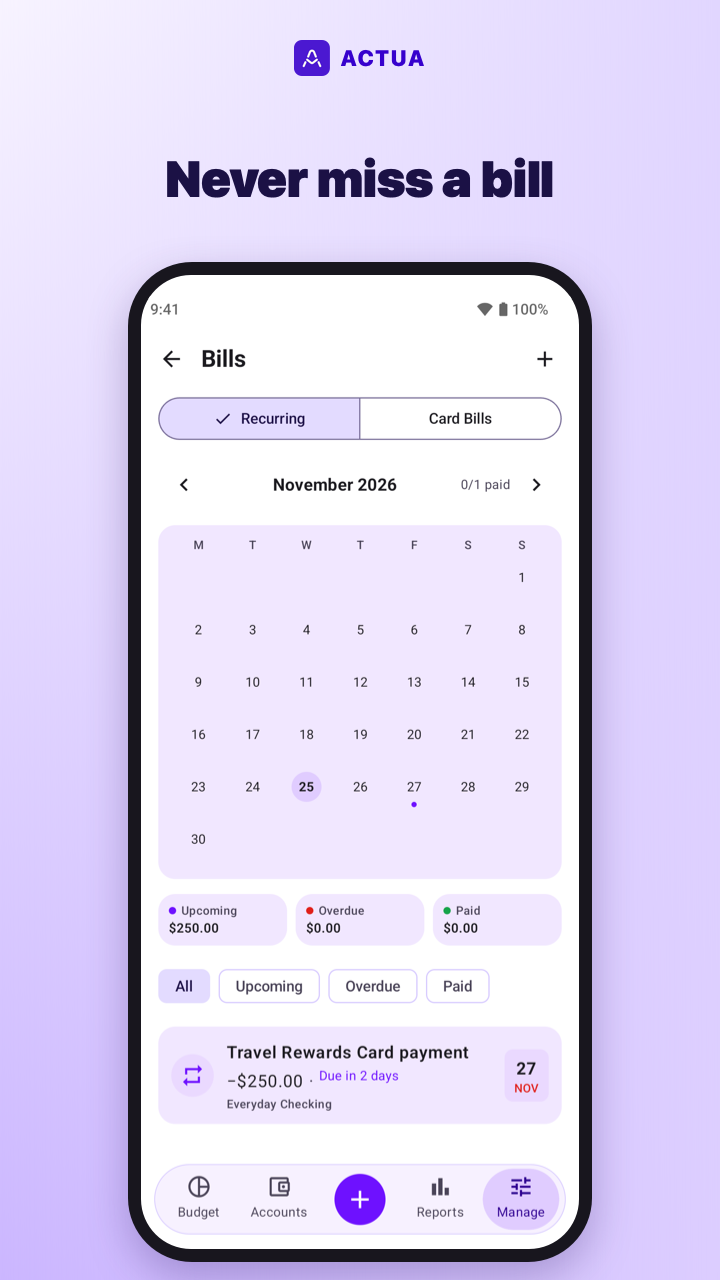 ACTUA
Never miss a bill
9:41 100%
Bills
Recurring Card Bills
November 2026 0/1 paid
M T W T F S S
1
2 3 4 5 6 7 8
9 10 11 12 13 14 15
16 17 18 19 20 21 22
23 24 25 26 27 28 29
30
Upcoming Overdue Paid
$250.00 $0.00 $0.00
All Upcoming Overdue Paid
Travel Rewards Card payment
−$250.00 · Due in 2 days
Everyday Checking
27
NOV
Budget Accounts Reports Manage